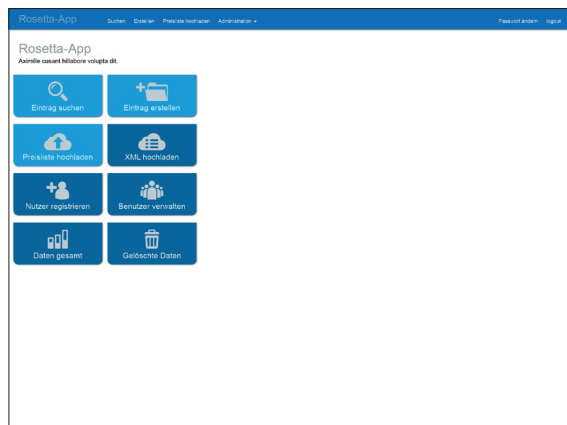 Rosetta-App Suchen Erstellen Preisliste hochladen Administration Passwort ändern logout
Rosetta-App
Aximille cusant hillabore volupta dit.
Eintrag suchen Eintrag erstellen
Preisliste hochladen XML hochladen
Nutzer registrieren Benutzer verwalten
Daten gesamt Gelöschte Daten